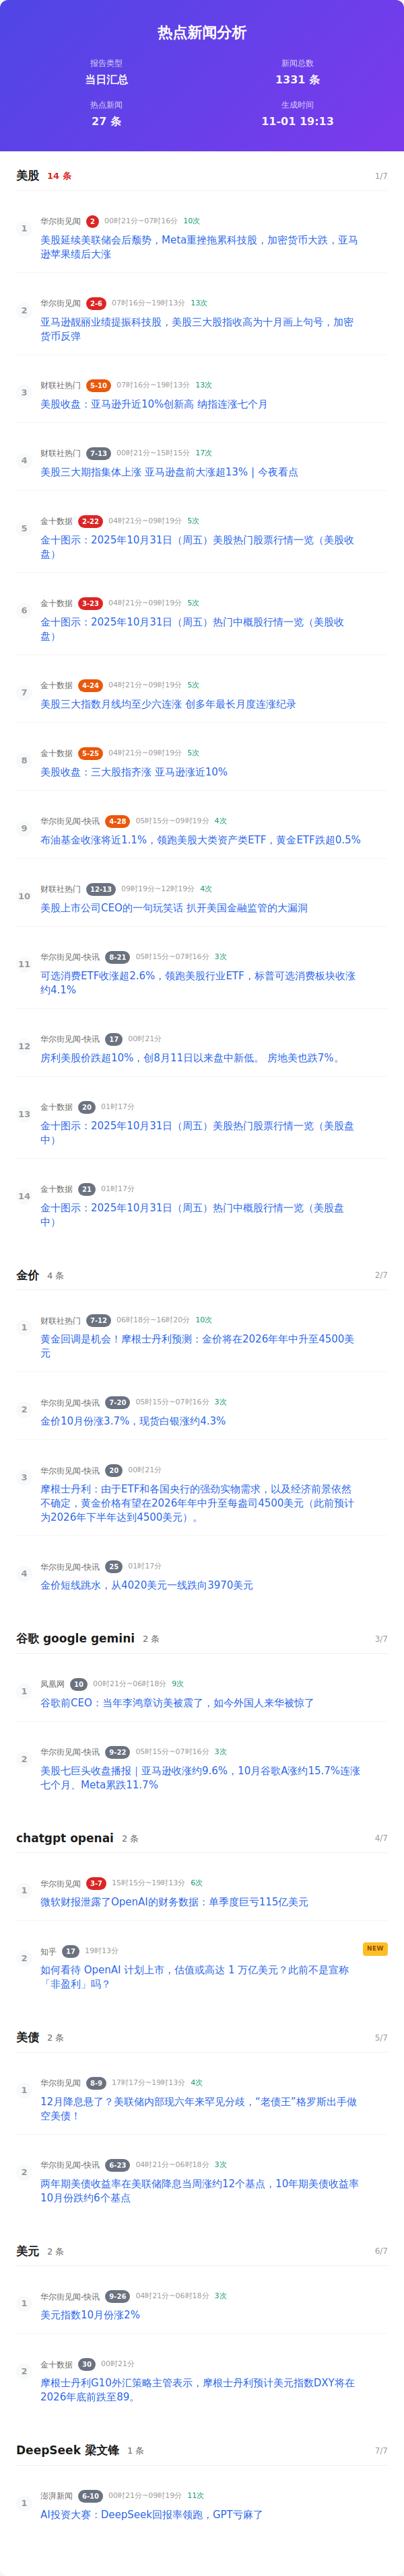 热点新闻分析
报告类型
当日汇总
新闻总数
1331 条
热点新闻
27 条
生成时间
11-01 19:13
美股 14 条 1/7
1
华尔街见闻 2 00时21分~07时16分 10次
美股延续美联储会后颓势，Meta重挫拖累科技股，加密货币大跌，亚马
逊苹果绩后大涨
2
华尔街见闻 2-6 07时16分~19时13分 13次
亚马逊靓丽业绩提振科技股，美股三大股指收高为十月画上句号，加密
货币反弹
3
财联社热门 5-10 07时16分~19时13分 13次
美股收盘：亚马逊升近10%创新高 纳指连涨七个月
4
财联社热门 7-13 00时21分~15时15分 17次
美股三大期指集体上涨 亚马逊盘前大涨超13% | 今夜看点
5
金十数据 2-22 04时21分~09时19分 5次
金十图示：2025年10月31日（周五）美股热门股票行情一览（美股收
盘）
6
金十数据 3-23 04时21分~09时19分 5次
金十图示：2025年10月31日（周五）热门中概股行情一览（美股收
盘）
7
金十数据 4-24 04时21分~09时19分 5次
美股三大指数月线均至少六连涨 创多年最长月度连涨纪录
8
金十数据 5-25 04时21分~09时19分 5次
美股收盘：三大股指齐涨 亚马逊涨近10%
9
华尔街见闻-快讯 4-28 05时15分~09时19分 4次
布油基金收涨将近1.1%，领跑美股大类资产类ETF，黄金ETF跌超0.5%
10
财联社热门 12-13 09时19分~12时19分 4次
美股上市公司CEO的一句玩笑话 扒开美国金融监管的大漏洞
11
华尔街见闻-快讯 8-21 05时15分~07时16分 3次
可选消费ETF收涨超2.6%，领跑美股行业ETF，标普可选消费板块收涨
约4.1%
12
华尔街见闻-快讯 17 00时21分
房利美股价跌超10%，创8月11日以来盘中新低。 房地美也跌7%。
13
金十数据 20 01时17分
金十图示：2025年10月31日（周五）美股热门股票行情一览（美股盘
中）
14
金十数据 21 01时17分
金十图示：2025年10月31日（周五）热门中概股行情一览（美股盘
中）
金价 4 条 2/7
1
财联社热门 7-12 06时18分~16时20分 10次
黄金回调是机会！摩根士丹利预测：金价将在2026年年中升至4500美
元
2
华尔街见闻-快讯 7-20 05时15分~07时16分 3次
金价10月份涨3.7%，现货白银涨约4.3%
3
华尔街见闻-快讯 20 00时21分
摩根士丹利：由于ETF和各国央行的强劲实物需求，以及经济前景依然
不确定，黄金价格有望在2026年年中升至每盎司4500美元（此前预计
为2026年下半年达到4500美元）。
4
华尔街见闻-快讯 25 01时17分
金价短线跳水，从4020美元一线跌向3970美元
谷歌 google gemini 2 条 3/7
1
凤凰网 10 00时21分~06时18分 9次
谷歌前CEO：当年李鸿章访美被震了，如今外国人来华被惊了
2
华尔街见闻-快讯 9-22 05时15分~07时16分 3次
美股七巨头收盘播报｜亚马逊收涨约9.6%，10月谷歌A涨约15.7%连涨
七个月、Meta累跌11.7%
chatgpt openai 2 条 4/7
1
华尔街见闻 3-7 15时15分~19时13分 6次
微软财报泄露了OpenAI的财务数据：单季度巨亏115亿美元
2
知乎 17 19时13分 NEW
如何看待 OpenAI 计划上市，估值或高达 1 万亿美元？此前不是宣称
「非盈利」吗？
美债 2 条 5/7
1
华尔街见闻 8-9 17时17分~19时13分 4次
12月降息悬了？美联储内部现六年来罕见分歧，“老债王”格罗斯出手做
空美债！
2
华尔街见闻-快讯 6-23 04时21分~06时18分 3次
两年期美债收益率在美联储降息当周涨约12个基点，10年期美债收益率
10月份跌约6个基点
美元 2 条 6/7
1
华尔街见闻-快讯 9-26 04时21分~06时18分 3次
美元指数10月份涨2%
2
金十数据 30 00时21分
摩根士丹利G10外汇策略主管表示，摩根士丹利预计美元指数DXY将在
2026年底前跌至89。
DeepSeek 梁文锋 1 条 7/7
1
澎湃新闻 6-10 00时21分~09时19分 11次
AI投资大赛：DeepSeek回报率领跑，GPT亏麻了